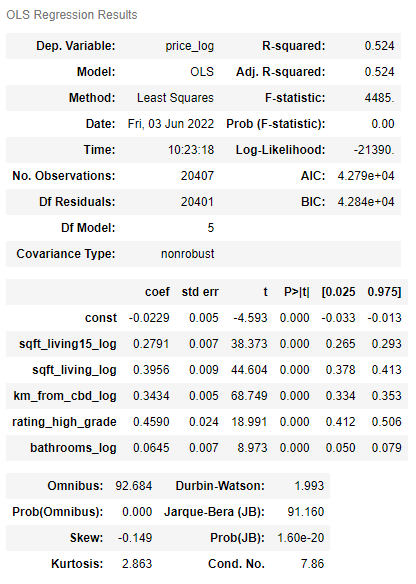 OLS Regression Results
Dep. Variable: price_log R-squared: 0.524
Model: OLS Adj. R-squared: 0.524
Method: Least Squares F-statistic: 4485.
Date: Fri, 03 Jun 2022 Prob (F-statistic): 0.00
Time: 10:23:18 Log-Likelihood: -21390.
No. Observations: 20407 AIC: 4.279e+04
Df Residuals: 20401 BIC: 4.284e+04
Df Model: 5
Covariance Type: nonrobust
coef std err t P>|t| [0.025 0.975]
const -0.0229 0.005 -4.593 0.000 -0.033 -0.013
sqft_living15_log 0.2791 0.007 38.373 0.000 0.265 0.293
sqft_living_log 0.3956 0.009 44.604 0.000 0.378 0.413
km_from_cbd_log 0.3434 0.005 68.749 0.000 0.334 0.353
rating_high_grade 0.4590 0.024 18.991 0.000 0.412 0.506
bathrooms_log 0.0645 0.007 8.973 0.000 0.050 0.079
Omnibus: 92.684 Durbin-Watson: 1.993
Prob(Omnibus): 0.000 Jarque-Bera (JB): 91.160
Skew: -0.149 Prob(JB): 1.60e-20
Kurtosis: 2.863 Cond. No. 7.86